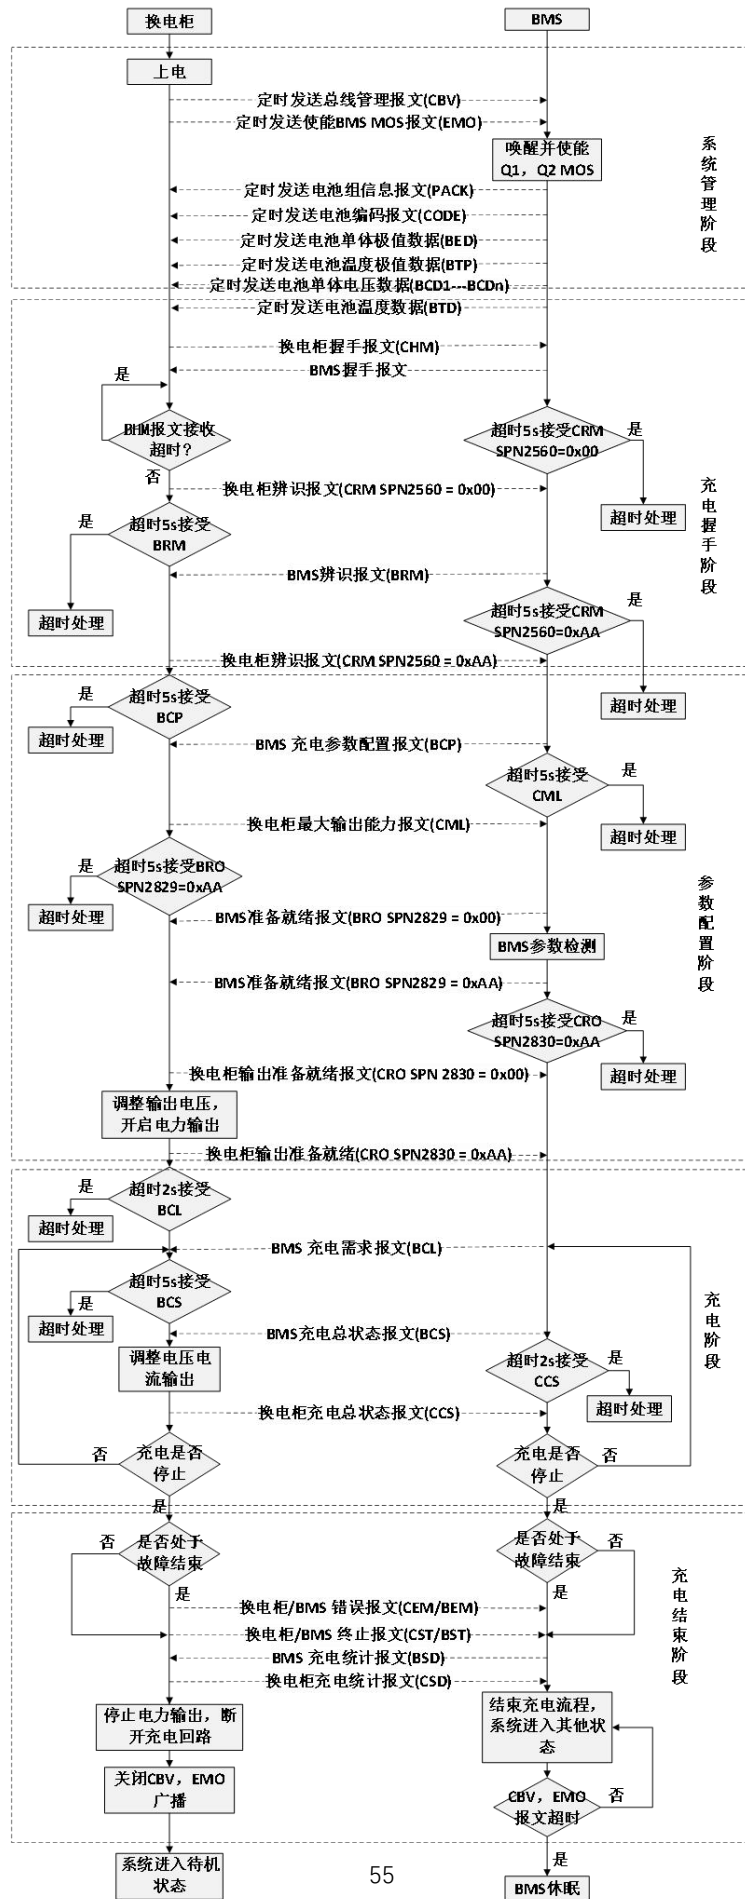 换电柜
BMS
上电
定时发送总线管理报文(CBV)
定时发送使能BMS MOS报文(EMO)
唤醒并使能
Q1，Q2 MOS
系统管理阶段
定时发送电池组信息报文(PACK)
定时发送电池编码报文(CODE)
定时发送电池单体极值数据(BED)
定时发送电池温度极值数据(BTP)
定时发送电池单体电压数据(BCD1---BCDn)
定时发送电池温度数据(BTD)
换电柜握手报文(CHM)
BMS握手报文
是
BHM报文接收
超时?
否
超时5s接受CRM
SPN2560=0x00
是
超时处理
充电握手阶段
换电柜辨识报文(CRM SPN2560 = 0x00)
是
超时5s接受
BRM
超时处理
BMS辨识报文(BRM)
超时5s接受CRM
SPN2560=0xAA
是
超时处理
换电柜辨识报文(CRM SPN2560 = 0xAA)
是
超时5s接受
BCP
超时处理
BMS 充电参数配置报文(BCP)
超时5s接受
CML
是
超时处理
换电柜最大输出能力报文(CML)
是
超时5s接受BRO
SPN2829=0xAA
超时处理
参数配置阶段
BMS准备就绪报文(BRO SPN2829 = 0x00)
BMS参数检测
BMS准备就绪报文(BRO SPN2829 = 0xAA)
超时5s接受CRO
SPN2830=0xAA
是
超时处理
换电柜输出准备就绪报文(CRO SPN 2830 = 0x00)
调整输出电压，
开启电力输出
换电柜输出准备就绪(CRO SPN2830 = 0xAA)
是
超时2s接受
BCL
超时处理
BMS 充电需求报文(BCL)
超时5s接受
BCS
是
超时处理
充电阶段
BMS充电总状态报文(BCS)
调整电压电
流输出
超时2s接受
CCS
是
超时处理
换电柜充电总状态报文(CCS)
否
充电是否
停止
是
充电是否
停止
否
是
否
是否处于
故障结束
是
是否处于
故障结束
否
是
充电结束阶段
换电柜/BMS 错误报文(CEM/BEM)
换电柜/BMS 终止报文(CST/BST)
BMS 充电统计报文(BSD)
换电柜充电统计报文(CSD)
停止电力输出，断
开充电回路
结束充电流程，
系统进入其他状
态
关闭CBV，EMO
广播
CBV，EMO
报文超时
否
是
系统进入待机
状态
BMS休眠
55